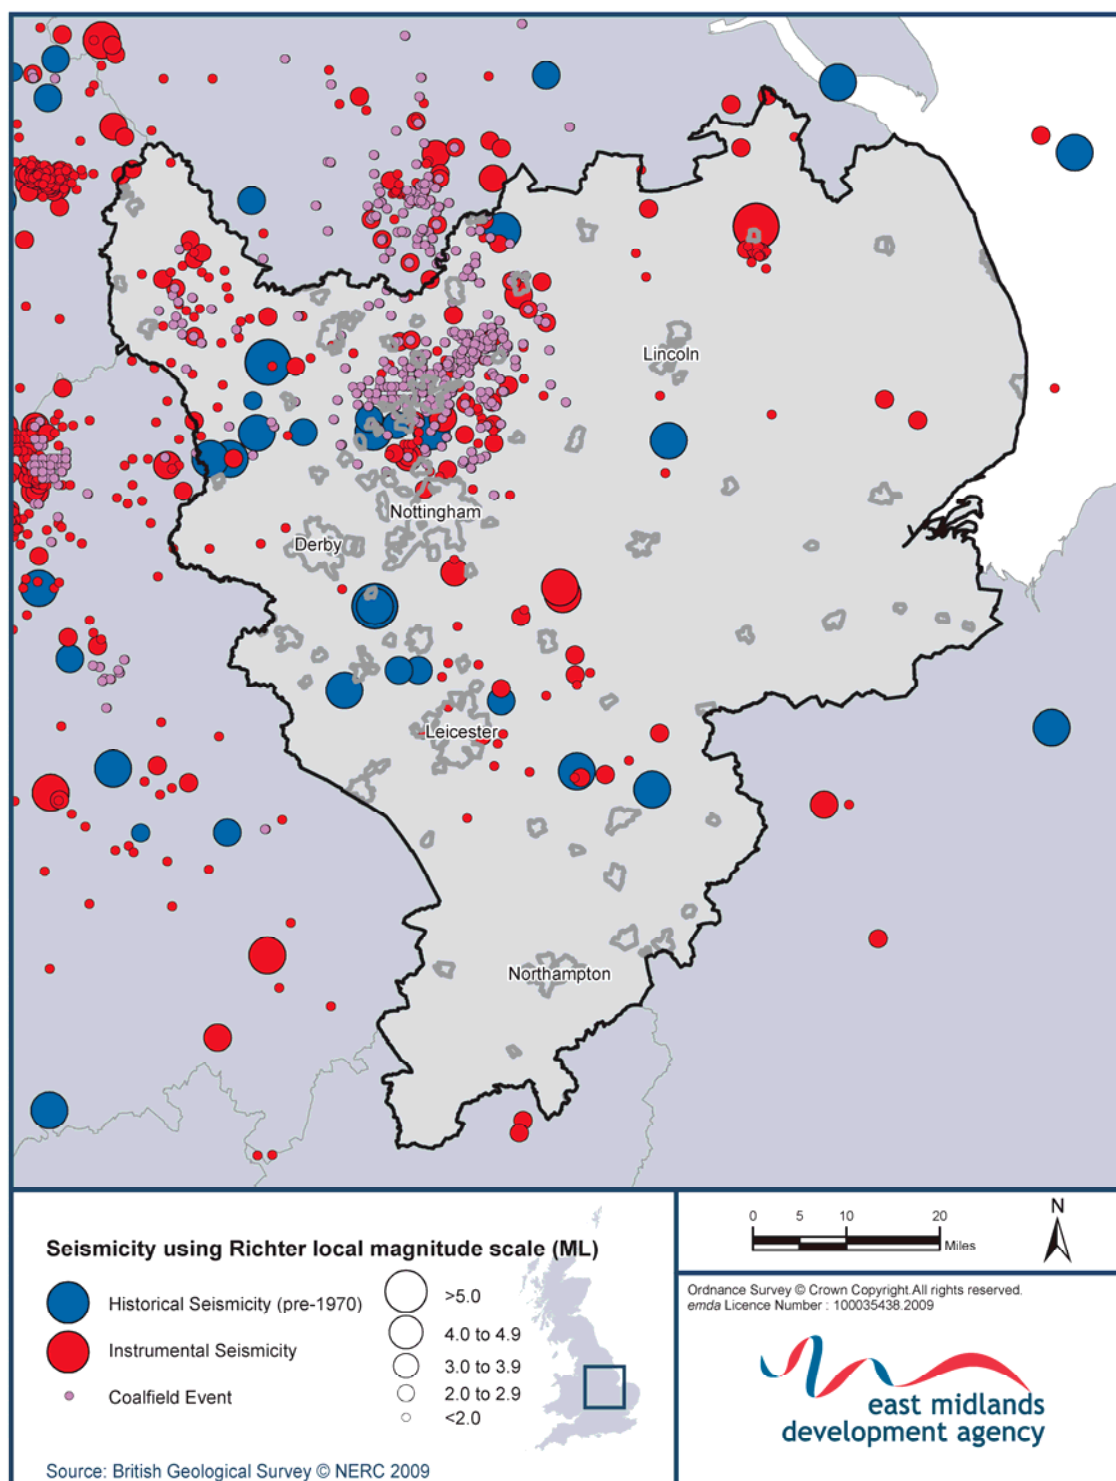 Lincoln
Nottingham
Derby
Leicester
Northampton
Seismicity using Richter local magnitude scale (ML)
Historical Seismicity (pre-1970)
Instrumental Seismicity
Coalfield Event
>5.0
4.0 to 4.9
3.0 to 3.9
2.0 to 2.9
<2.0
Source: British Geological Survey © NERC 2009
0 5 10 20
Miles
N
Ordnance Survey © Crown Copyright.All rights reserved.
emda Licence Number : 100035438.2009
east midlands
development agency